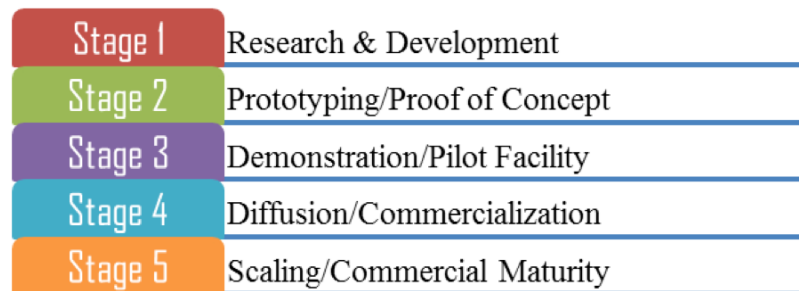 Stage 1 Research & Development
Stage 2 Prototyping/Proof of Concept
Stage 3 Demonstration/Pilot Facility
Stage 4 Diffusion/Commercialization
Stage 5 Scaling/Commercial Maturity